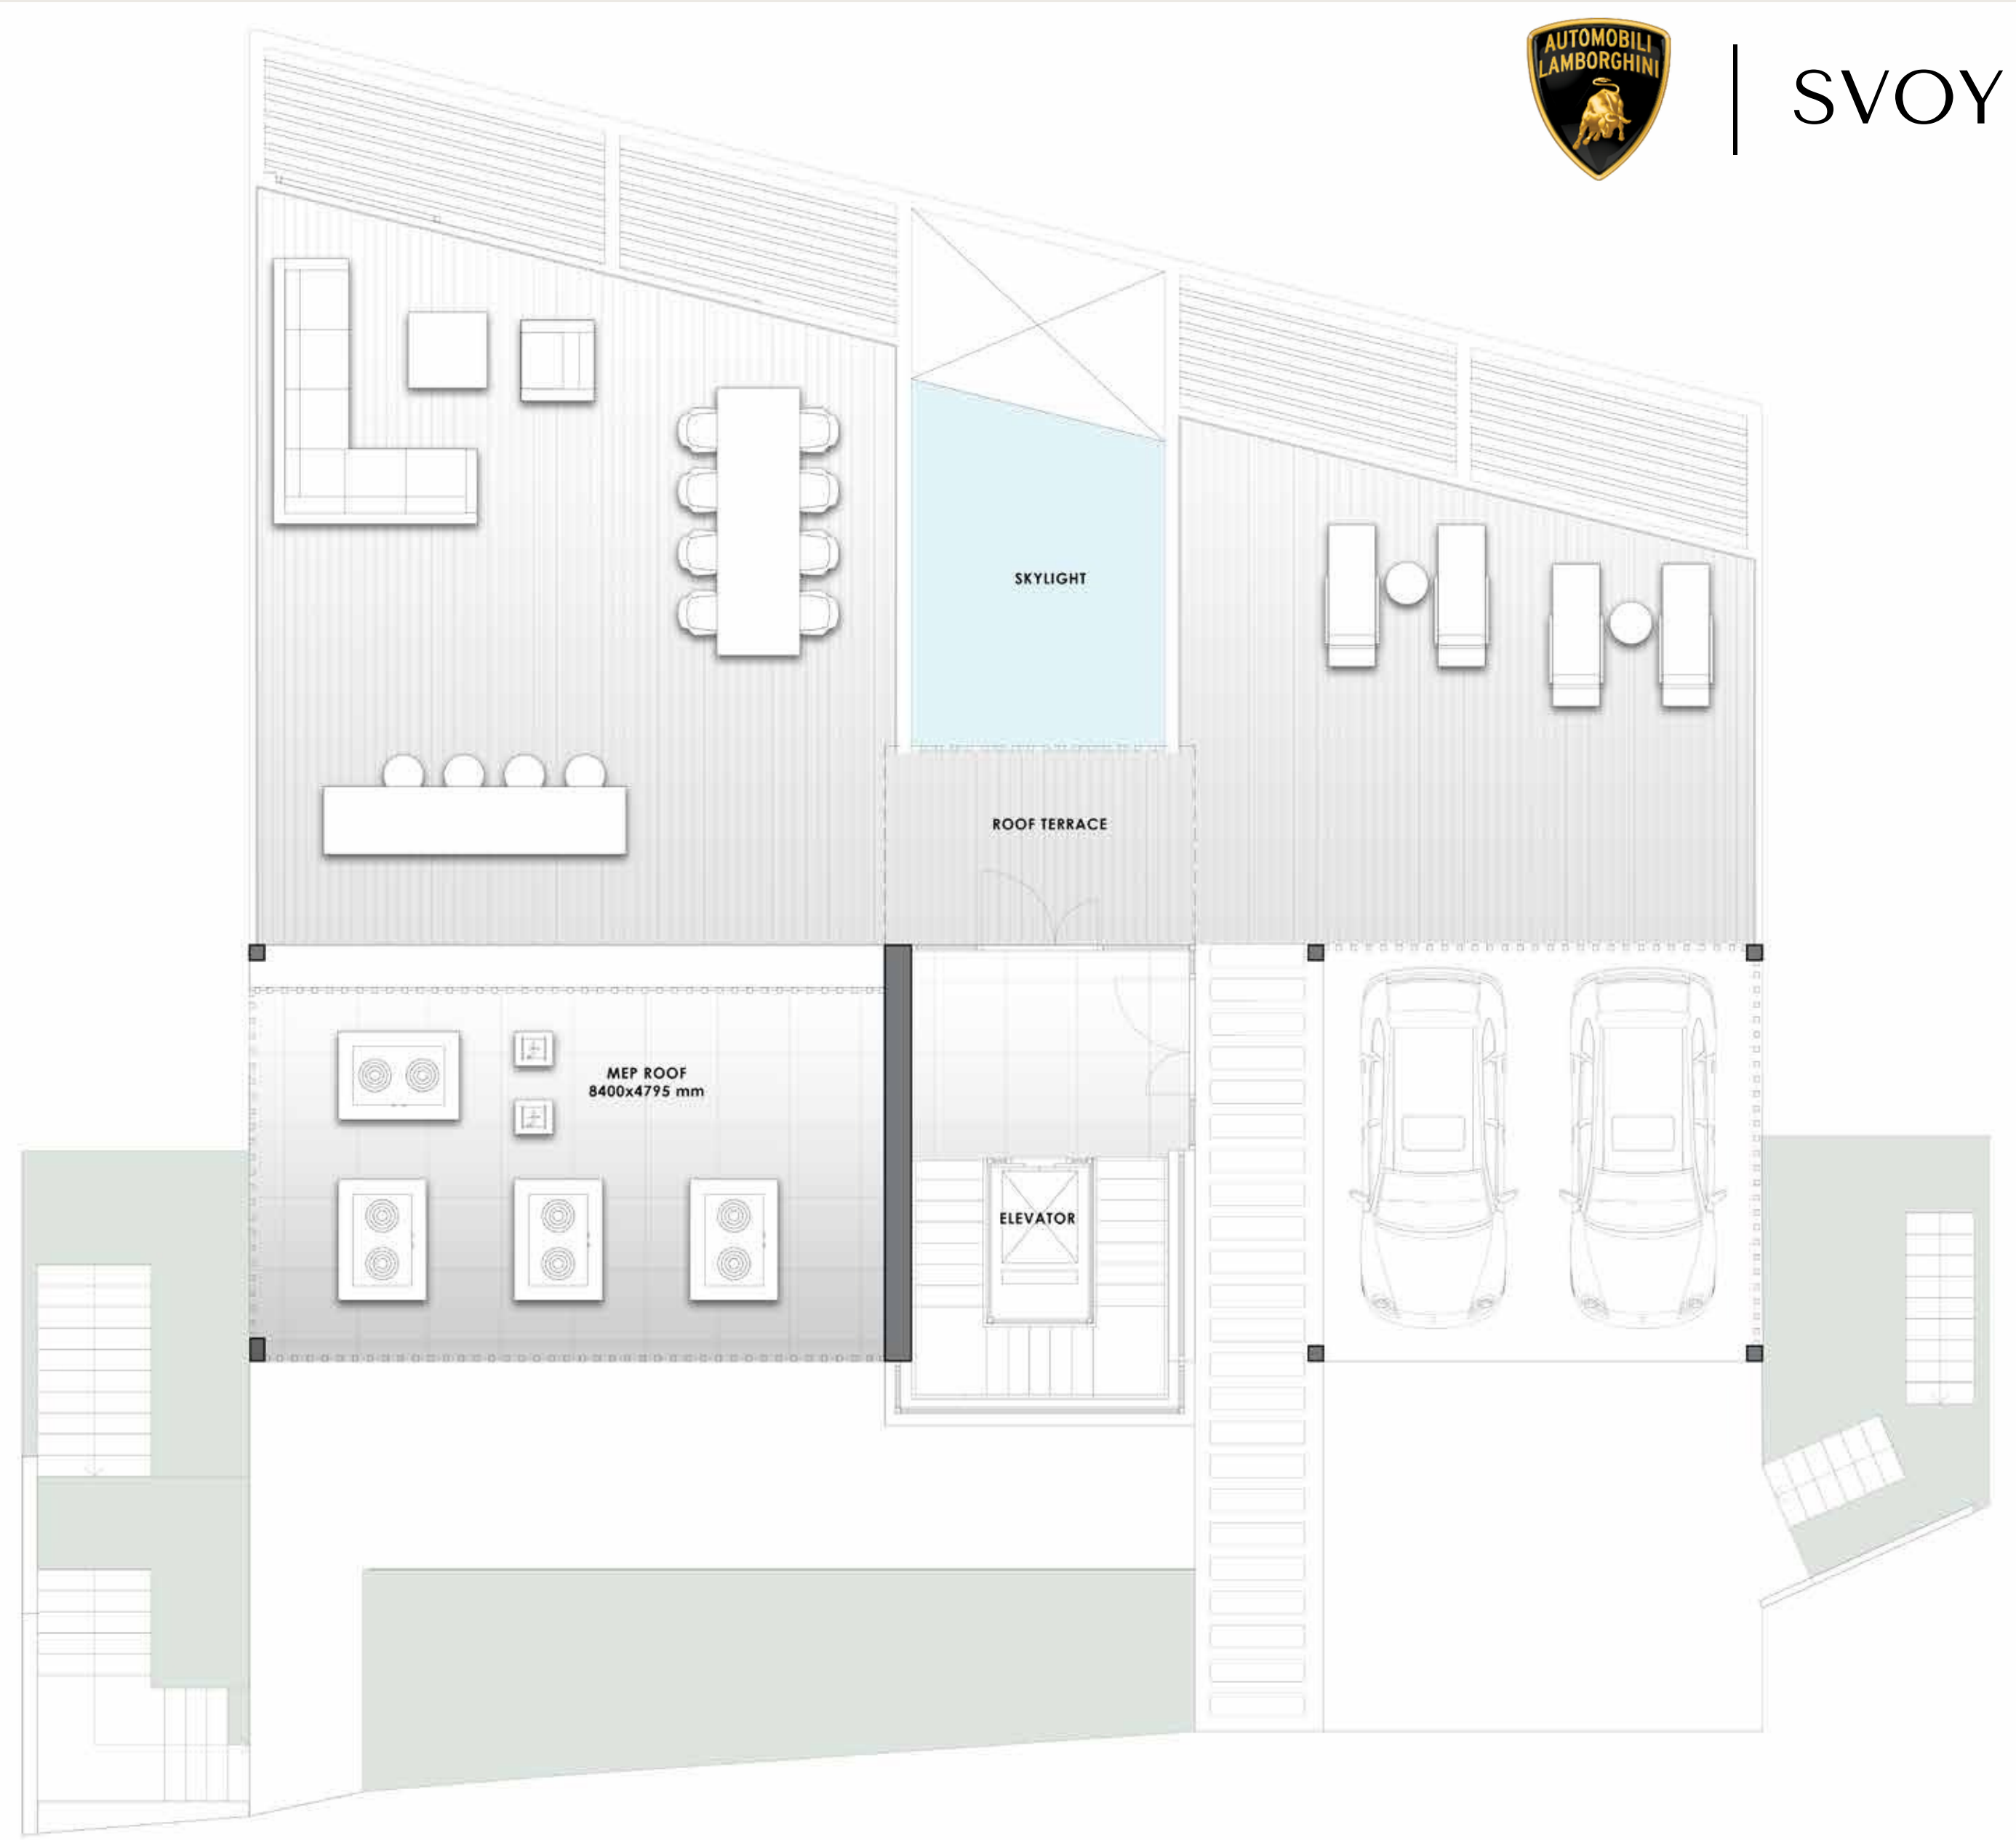 AUTOMOBILI
LAMBORGHINI
SVOY
SKYLIGHT
ROOF TERRACE
MEP ROOF
8400x4795 mm
ELEVATOR